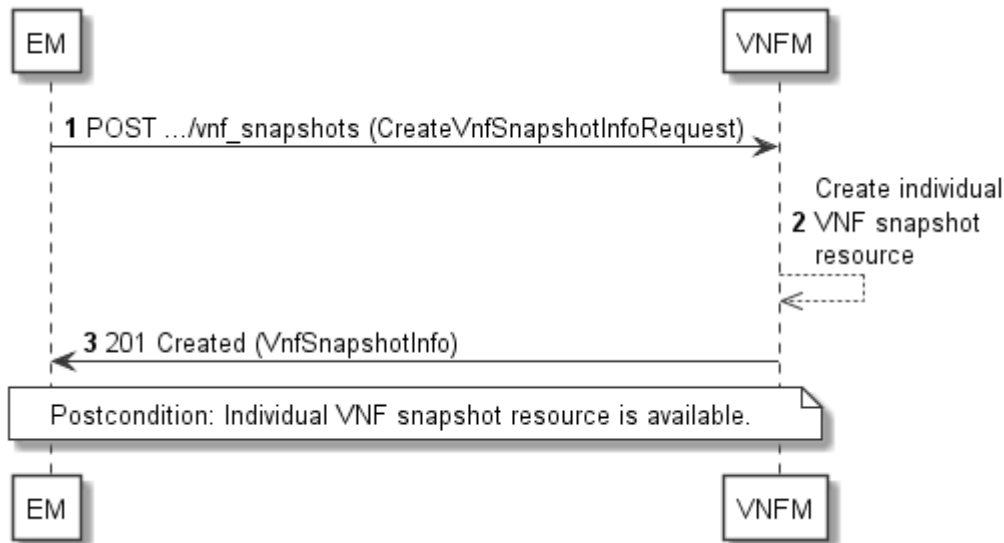 EM
VNFM
1 POST .../vnf_snapshots (CreateVnfSnapshotInfoRequest)
Create individual
2 VNF snapshot
resource
3 201 Created (VnfSnapshotInfo)
Postcondition: Individual VNF snapshot resource is available.
EM
VNFM